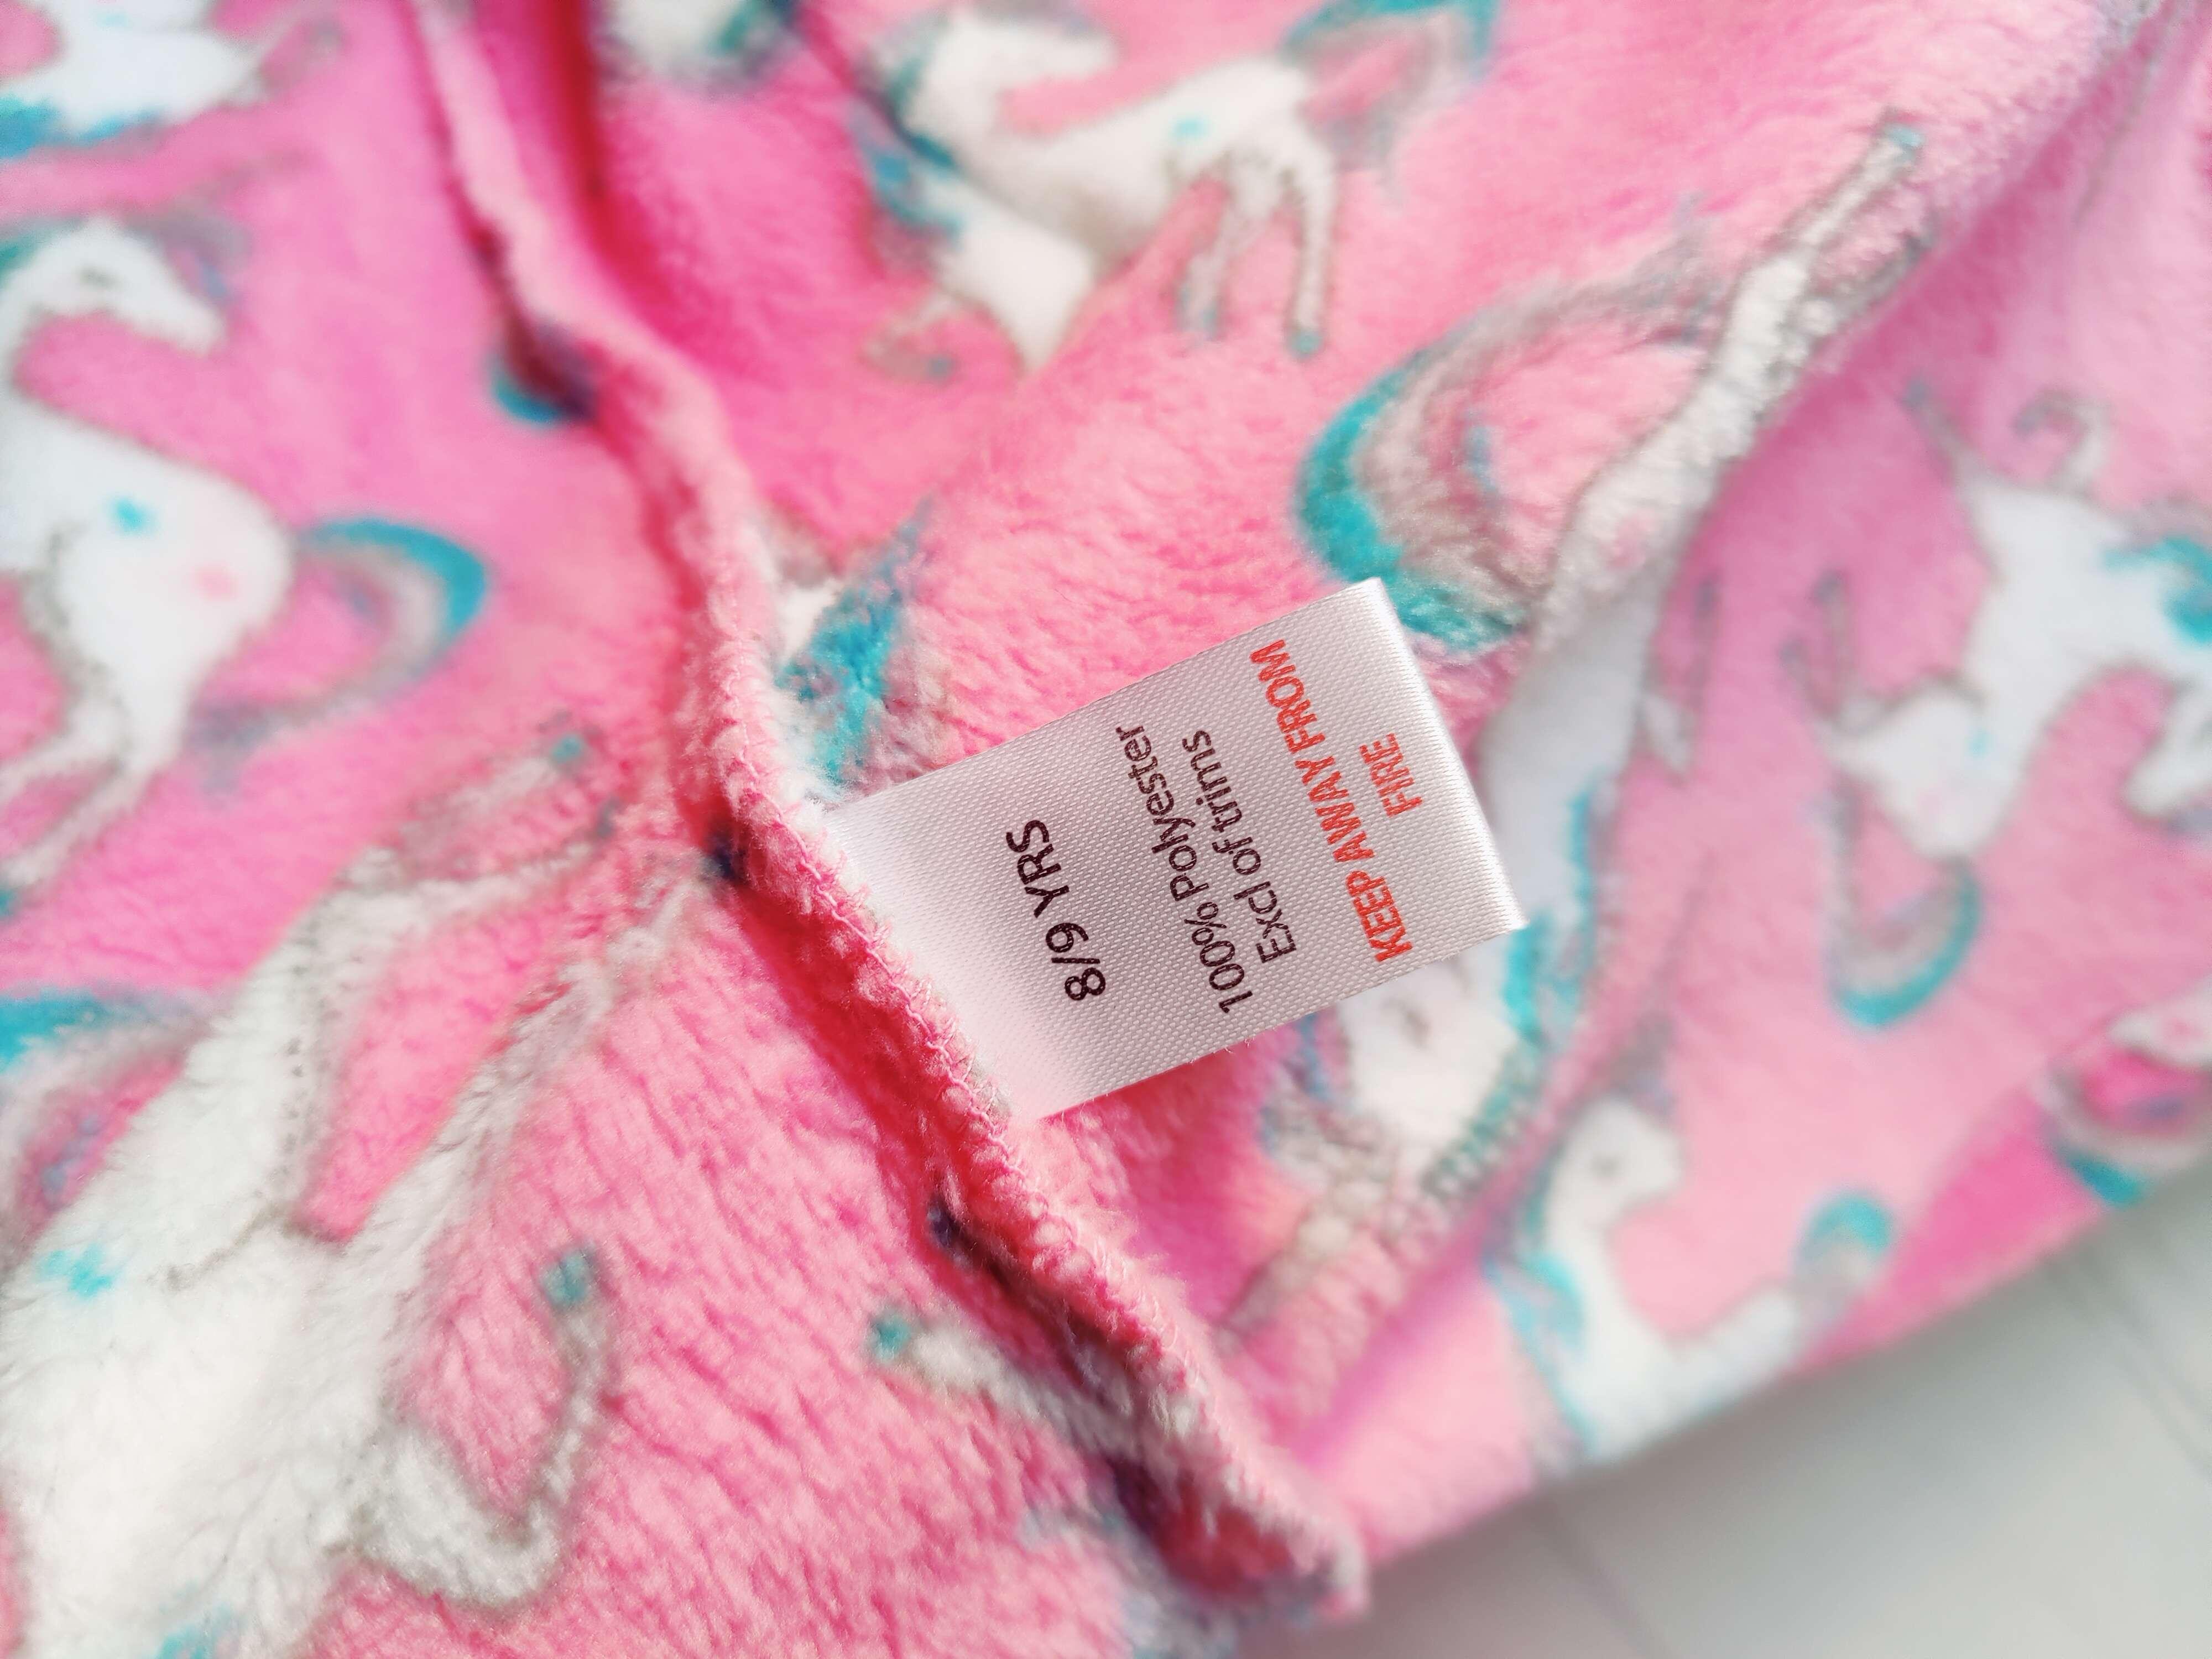 8/9 YRS
100% Polyester
Excl of trims
KEEP AWAY FROM
FIRE